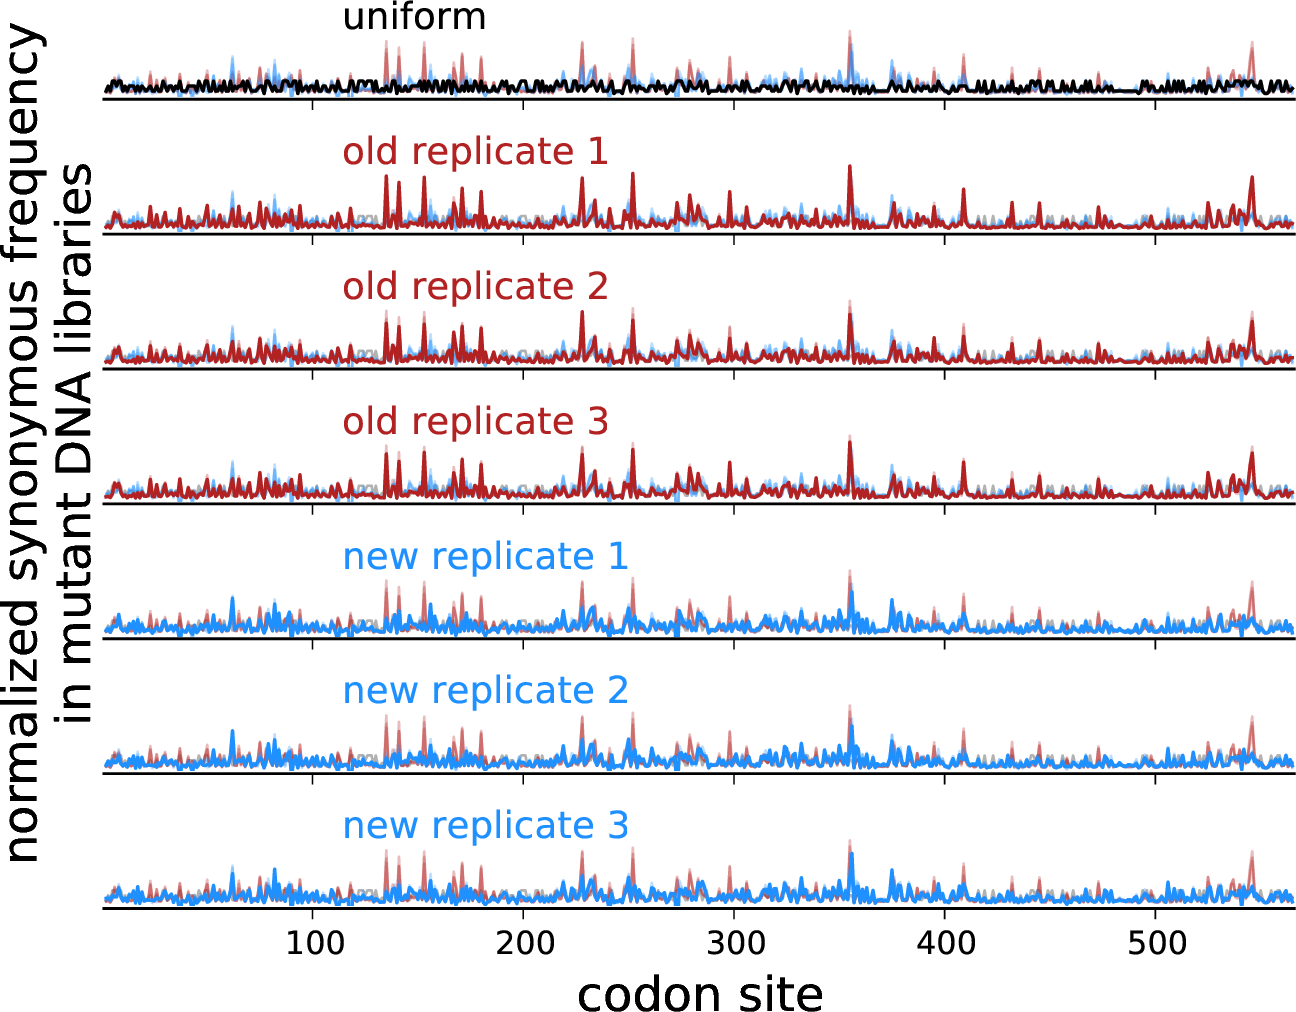 normalized synonymous frequency
in mutant DNA libraries
uniform
old replicate 1
old replicate 2
old replicate 3
new replicate 1
new replicate 2
new replicate 3
100 200 300 400 500
codon site